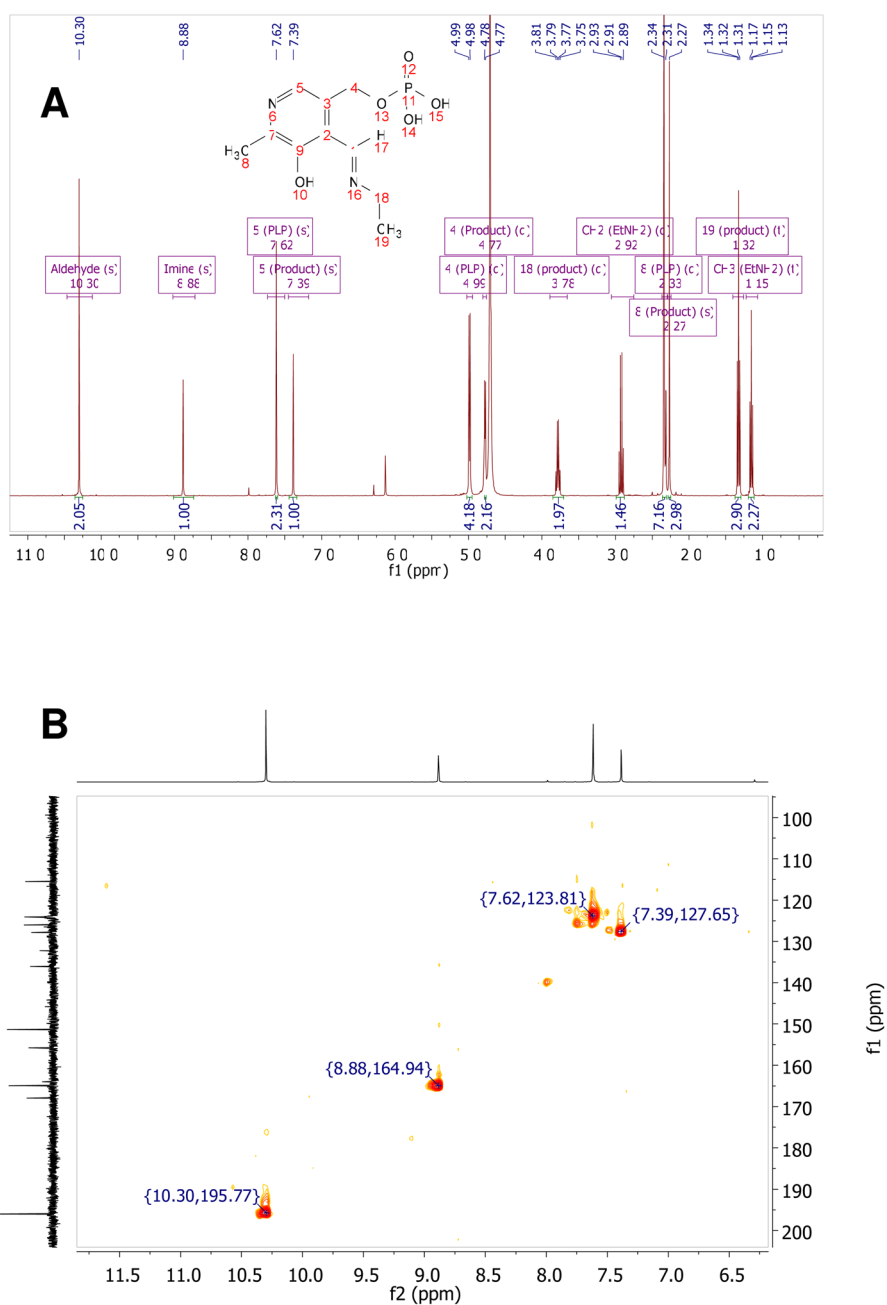 10.30 8.88 7.62 7.39 4.99 4.98 4.78 4.77 3.81 3.79 3.77 3.75 2.93 2.91 2.89 2.34 2.31 2.27 1.34 1.32 1.31 1.17 1.15 1.13
A
O
12
5 4 P OH
N 3 O 11 15
6 13 OH
7 2 H 14
H3C 9 17
8
OH N 18
10 16
CH3
19
5 (PLP) (s) 4 (Product) (c) CH2 (EtNH2) (c) 19 (product) (t)
7 62 4 77 2 92 1 32
Aldehyde (s) Imine (s) 5 (Product) (s) 4 (PLP) (c) 18 (product) (c) 8 (PLP) (c) CH3 (EtNH2) (t)
10 30 8 88 7 39 4 99 3 78 2 33 1 15
8 (Product) (s)
2 27
2.05 1.00 2.31 1.00 4.18 2.16 1.97 1.46 7.16 2.98 2.90 2.27
11 0 10 0 9 0 8 0 7 0 6 0 5 0 4 0 3 0 2 0 1 0
f1 (ppm)
B
100
110
120
{7.62,123.81}
{7.39,127.65}
130
140
150
160
{8.88,164.94}
170
180
190
{10.30,195.77}
200
f1 (ppm)
11.5 11.0 10.5 10.0 9.5 9.0 8.5 8.0 7.5 7.0 6.5
f2 (ppm)